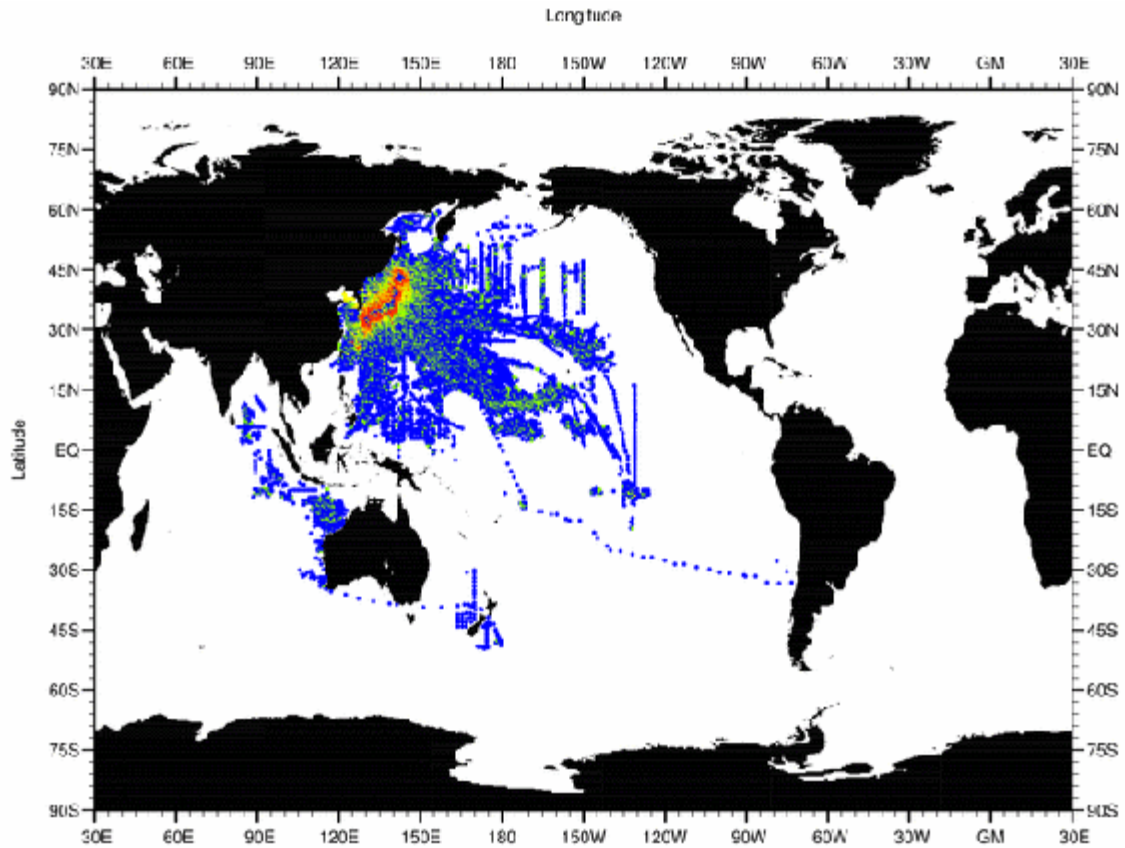 Longitude
30E 60E 90E 120E 150E 180 150W 120W 90W 60W 30W GM 30E
90N 90N
75N 75N
60N 60N
45N 45N
30N 30N
15N 15N
Latitude
EQ EQ
15S 15S
30S 30S
45S 45S
60S 60S
75S 75S
90S 90S
30E 60E 90E 120E 150E 180 150W 120W 90W 60W 30W GM 30E